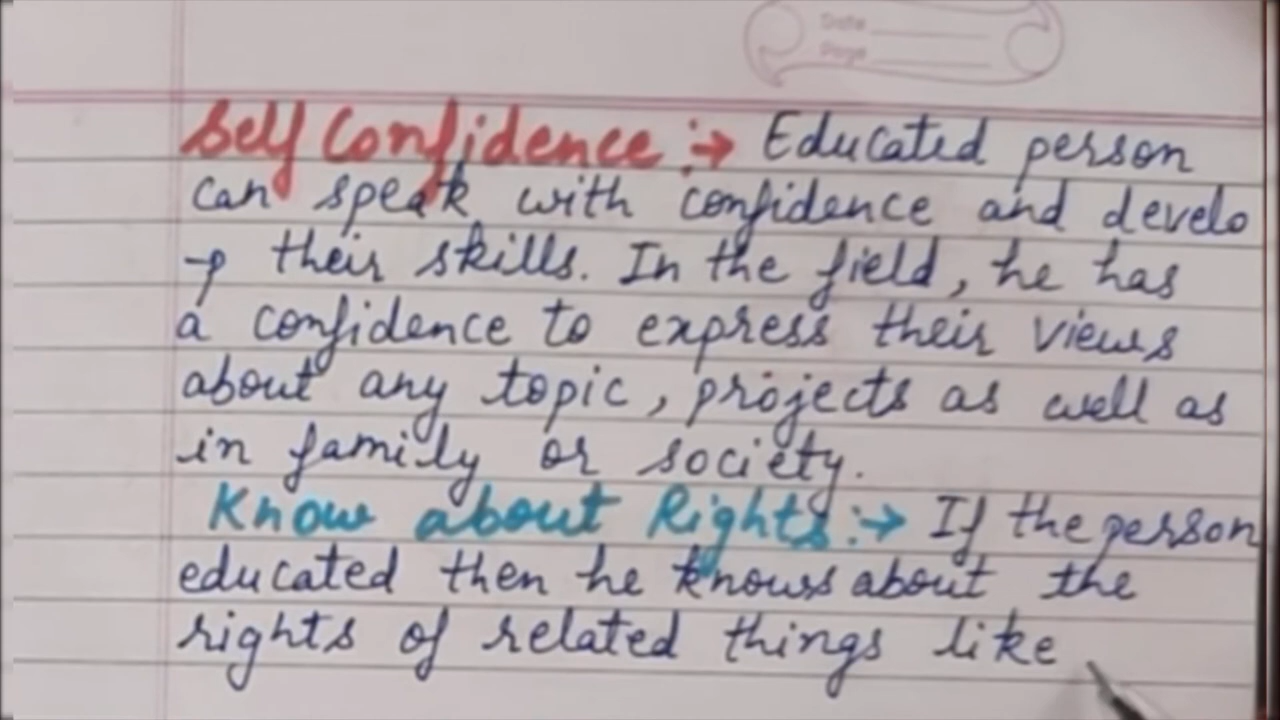 Date
Page
Self Confidence :→ Educated person
can speak with confidence and develo
-p their skills. In the field, he has
a confidence to express their views
about any topic, projects as well as
in family or society.
Know about Rights :→ If the person
educated then he knows about the
rights of related things like